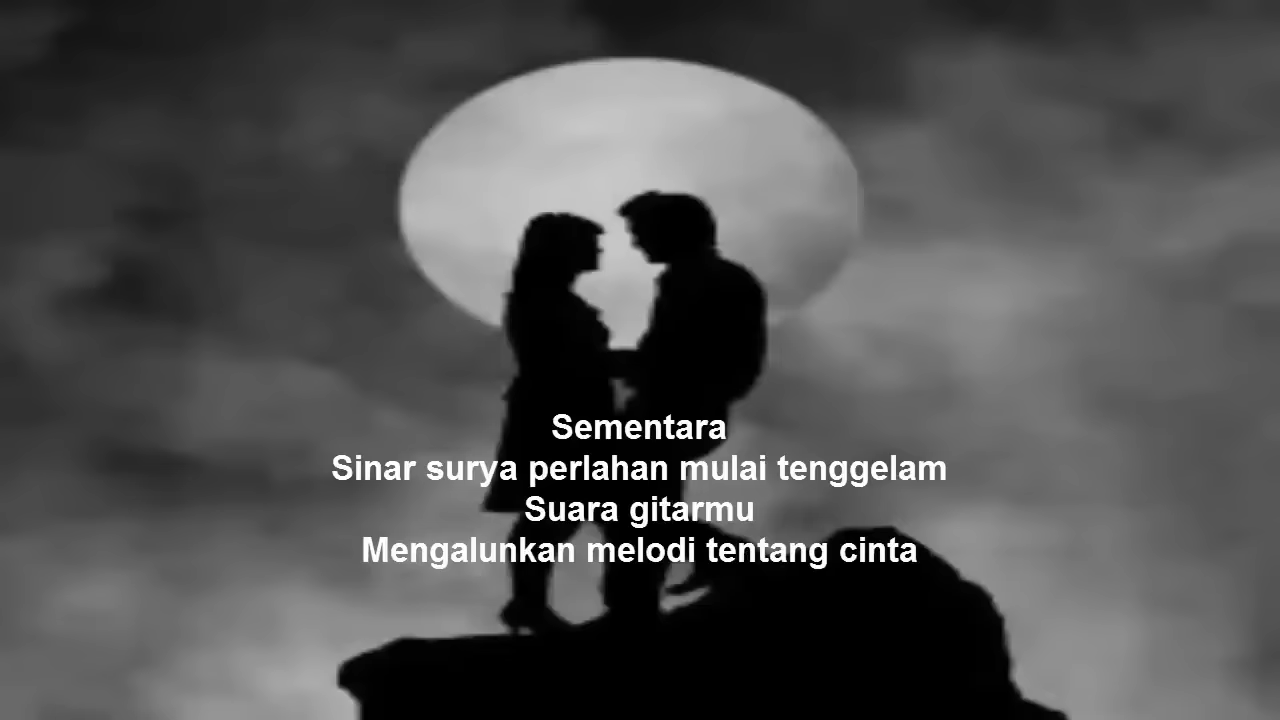 Sementara
Sinar surya perlahan mulai tenggelam
Suara gitarmu
Mengalunkan melodi tentang cinta